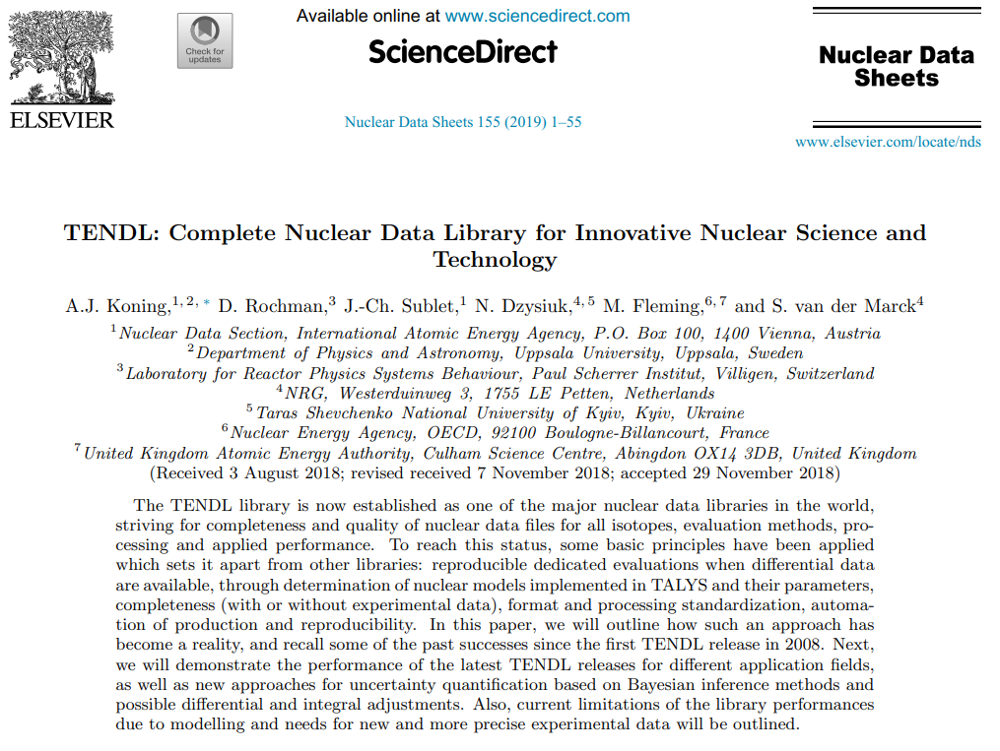 Available online at www.sciencedirect.com
ScienceDirect
Check for
updates
ELSEVIER
Nuclear Data Sheets 155 (2019) 1–55
Nuclear Data
Sheets
www.elsevier.com/locate/nds
TENDL: Complete Nuclear Data Library for Innovative Nuclear Science and
Technology
A.J. Koning,1, 2, * D. Rochman,3 J.-Ch. Sublet,1 N. Dzysiuk,4, 5 M. Fleming,6, 7 and S. van der Marck4
1 Nuclear Data Section, International Atomic Energy Agency, P.O. Box 100, 1400 Vienna, Austria
2 Department of Physics and Astronomy, Uppsala University, Uppsala, Sweden
3 Laboratory for Reactor Physics Systems Behaviour, Paul Scherrer Institut, Villigen, Switzerland
4 NRG, Westerduinweg 3, 1755 LE Petten, Netherlands
5 Taras Shevchenko National University of Kyiv, Kyiv, Ukraine
6 Nuclear Energy Agency, OECD, 92100 Boulogne-Billancourt, France
7 United Kingdom Atomic Energy Authority, Culham Science Centre, Abingdon OX14 3DB, United Kingdom
(Received 3 August 2018; revised received 7 November 2018; accepted 29 November 2018)
The TENDL library is now established as one of the major nuclear data libraries in the world,
striving for completeness and quality of nuclear data files for all isotopes, evaluation methods, pro-
cessing and applied performance. To reach this status, some basic principles have been applied
which sets it apart from other libraries: reproducible dedicated evaluations when differential data
are available, through determination of nuclear models implemented in TALYS and their parameters,
completeness (with or without experimental data), format and processing standardization, automa-
tion of production and reproducibility. In this paper, we will outline how such an approach has
become a reality, and recall some of the past successes since the first TENDL release in 2008. Next,
we will demonstrate the performance of the latest TENDL releases for different application fields,
as well as new approaches for uncertainty quantification based on Bayesian inference methods and
possible differential and integral adjustments. Also, current limitations of the library performances
due to modelling and needs for new and more precise experimental data will be outlined.